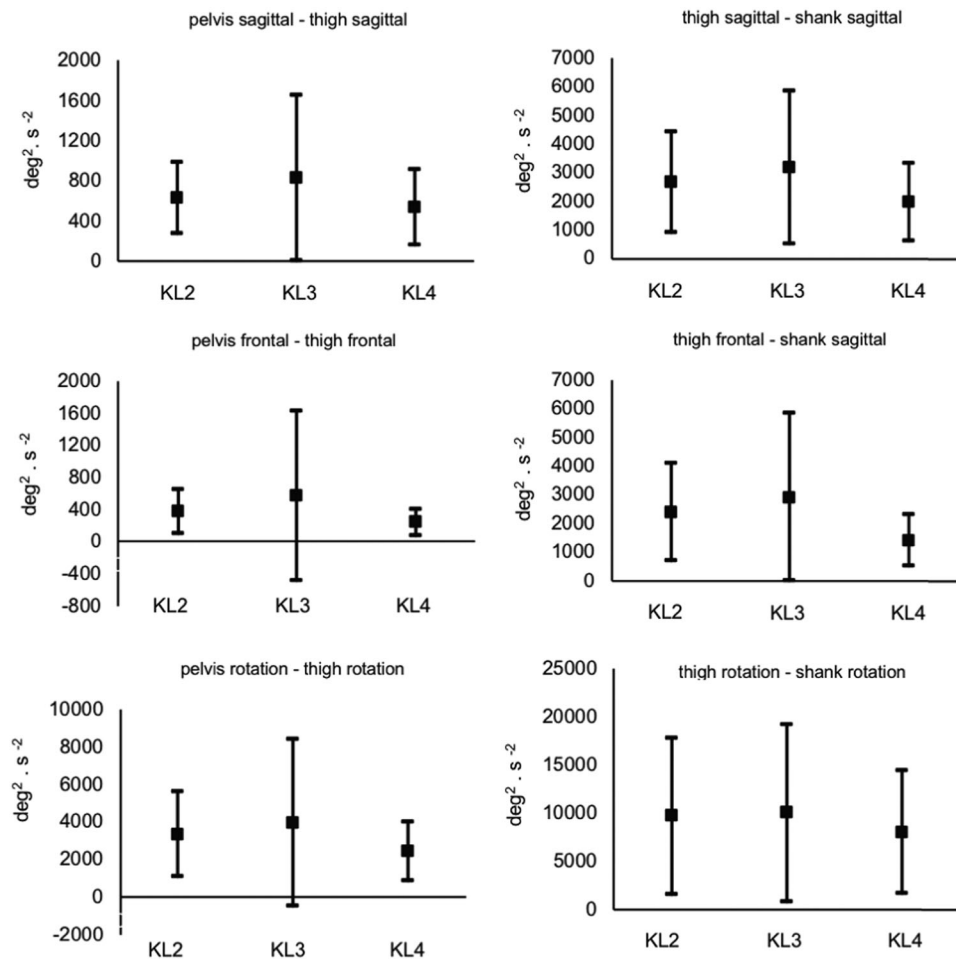 pelvis sagittal - thigh sagittal
deg². s -2
2000
1600
1200
800
400
0
KL2 KL3 KL4
thigh sagittal - shank sagittal
deg². s -2
7000
6000
5000
4000
3000
2000
1000
0
KL2 KL3 KL4
pelvis frontal - thigh frontal
deg². s -2
2000
1600
1200
800
400
0
-400
-800
KL2 KL3 KL4
thigh frontal - shank sagittal
deg². s -2
7000
6000
5000
4000
3000
2000
1000
0
KL2 KL3 KL4
pelvis rotation - thigh rotation
deg². s -2
10000
8000
6000
4000
2000
0
-2000
KL2 KL3 KL4
thigh rotation - shank rotation
deg². s -2
25000
20000
15000
10000
5000
0
KL2 KL3 KL4